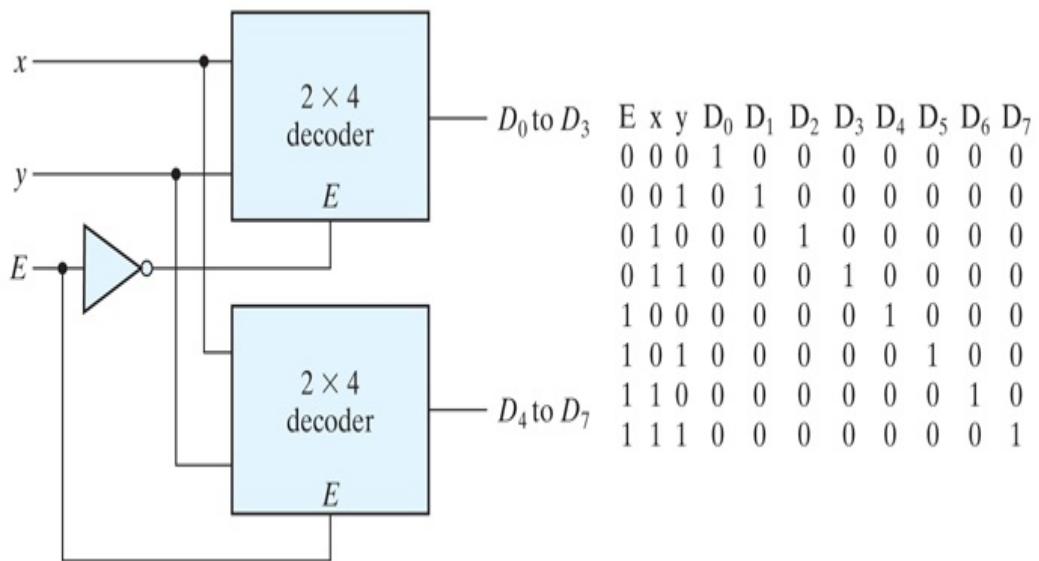 x
y
E
2 × 4
decoder
E
D₀ to D₃
2 × 4
decoder
E
D₄ to D₇
E x y D₀ D₁ D₂ D₃ D₄ D₅ D₆ D₇
0 0 0 1 0 0 0 0 0 0 0
0 0 1 0 1 0 0 0 0 0 0
0 1 0 0 0 1 0 0 0 0 0
0 1 1 0 0 0 1 0 0 0 0
1 0 0 0 0 0 0 1 0 0 0
1 0 1 0 0 0 0 0 1 0 0
1 1 0 0 0 0 0 0 0 1 0
1 1 1 0 0 0 0 0 0 0 1